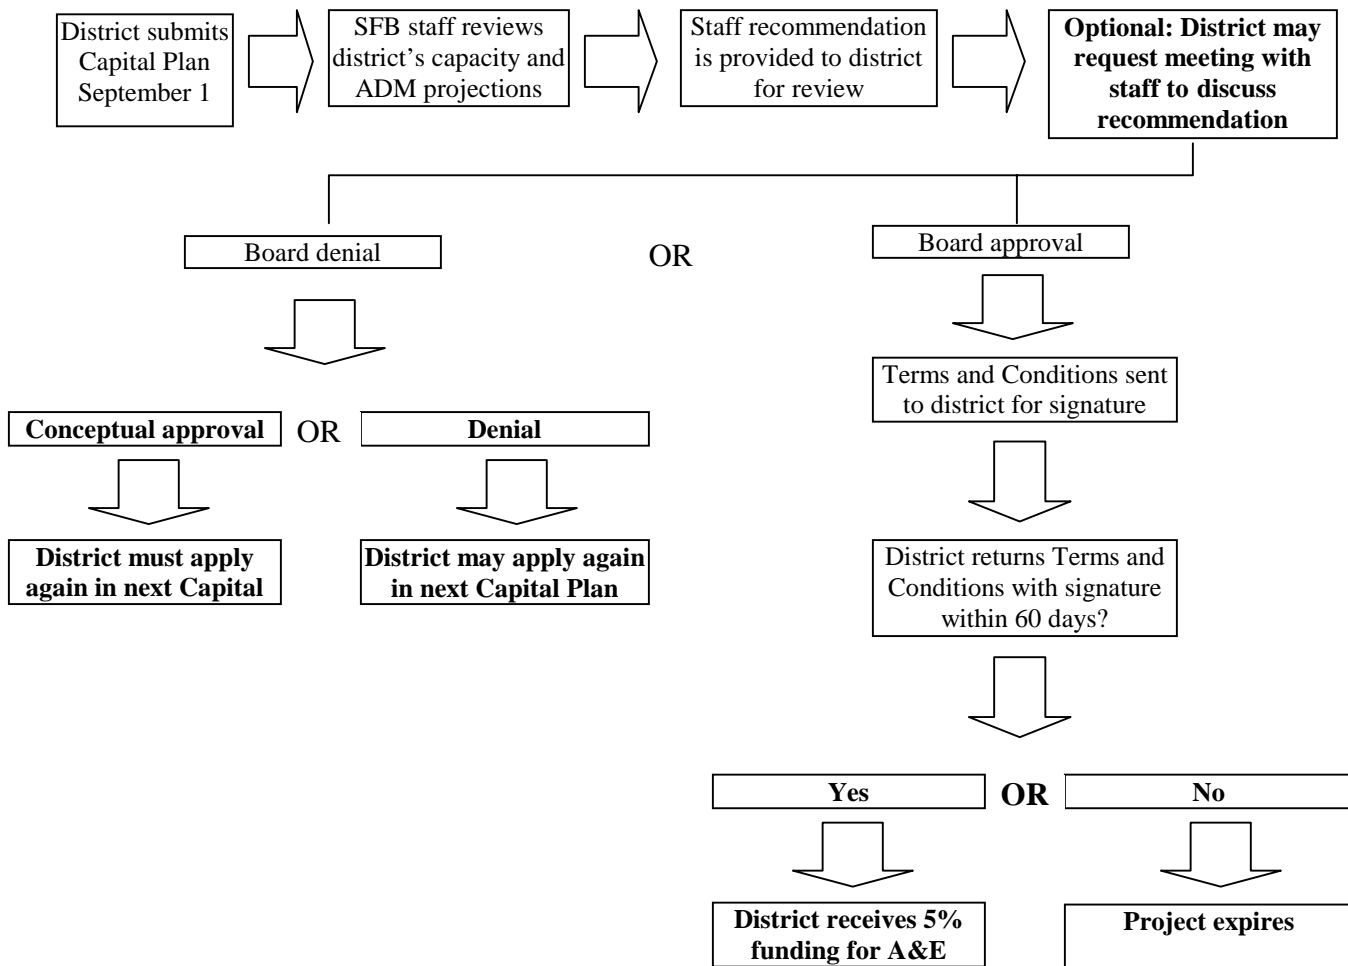 District submits
Capital Plan
September 1
SFB staff reviews
district’s capacity and
ADM projections
Staff recommendation
is provided to district
for review
Optional: District may
request meeting with
staff to discuss
recommendation
Board denial
OR
Board approval
Terms and Conditions sent
to district for signature
Conceptual approval
OR
Denial
District must apply
again in next Capital
District may apply again
in next Capital Plan
District returns Terms and
Conditions with signature
within 60 days?
Yes
OR
No
District receives 5%
funding for A&E
Project expires